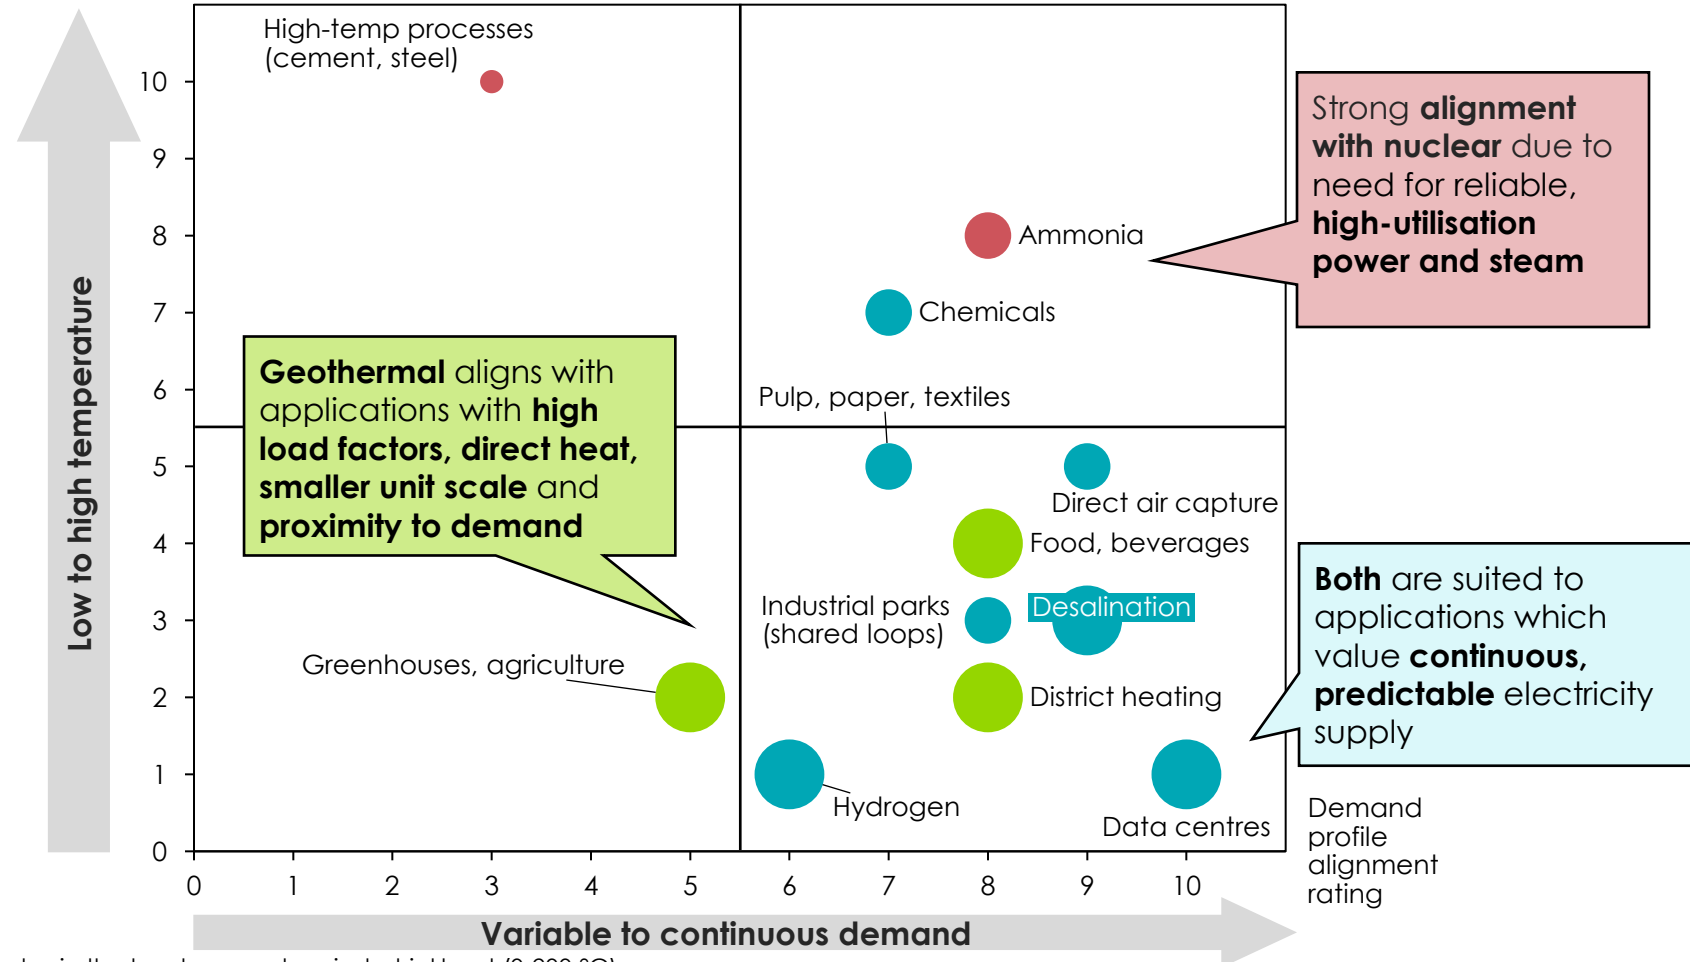 High-temp processes
(cement, steel)
10
9
8
7
6
5
4
3
2
1
0
Low to high temperature
Strong alignment
with nuclear due to
need for reliable,
high-utilisation
power and steam
Ammonia
Chemicals
Pulp, paper, textiles
Geothermal aligns with
applications with high
load factors, direct heat,
smaller unit scale and
proximity to demand
Direct air capture
Food, beverages
Industrial parks
(shared loops)
Desalination
Greenhouses, agriculture
District heating
Hydrogen
Data centres
Both are suited to
applications which
value continuous,
predictable electricity
supply
Demand
profile
alignment
rating
0 1 2 3 4 5 6 7 8 9 10
Variable to continuous demand